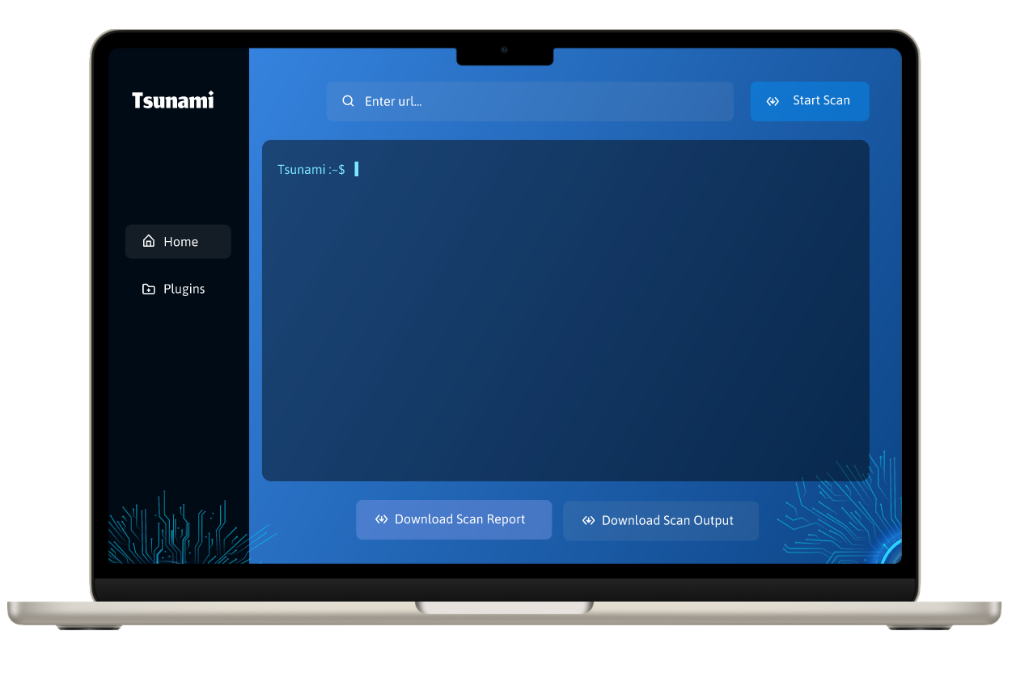 Tsunami
Enter url...
Start Scan
Tsunami :~$
Home
Plugins
Download Scan Report
Download Scan Output